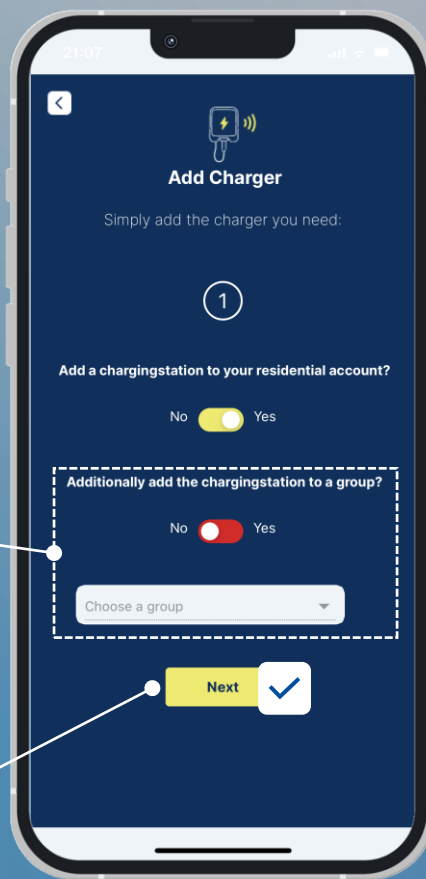 21:07
Add Charger
Simply add the charger you need:
1
Add a chargingstation to your residential account?
No Yes
Additionally add the chargingstation to a group?
No Yes
Choose a group
Next